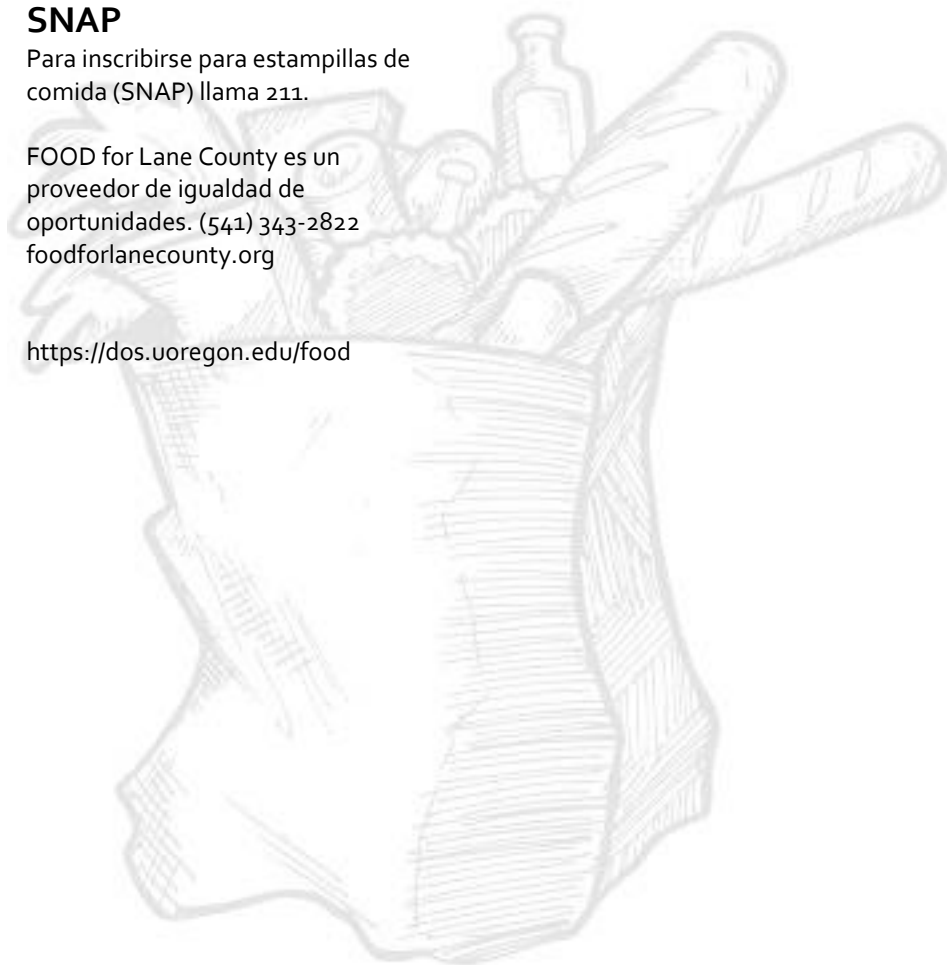 SNAP
Para inscribirse para estampillas de
comida (SNAP) llama 211.
FOOD for Lane County es un
proveedor de igualdad de
oportunidades. (541) 343-2822
foodforlanecounty.org
https://dos.uoregon.edu/food